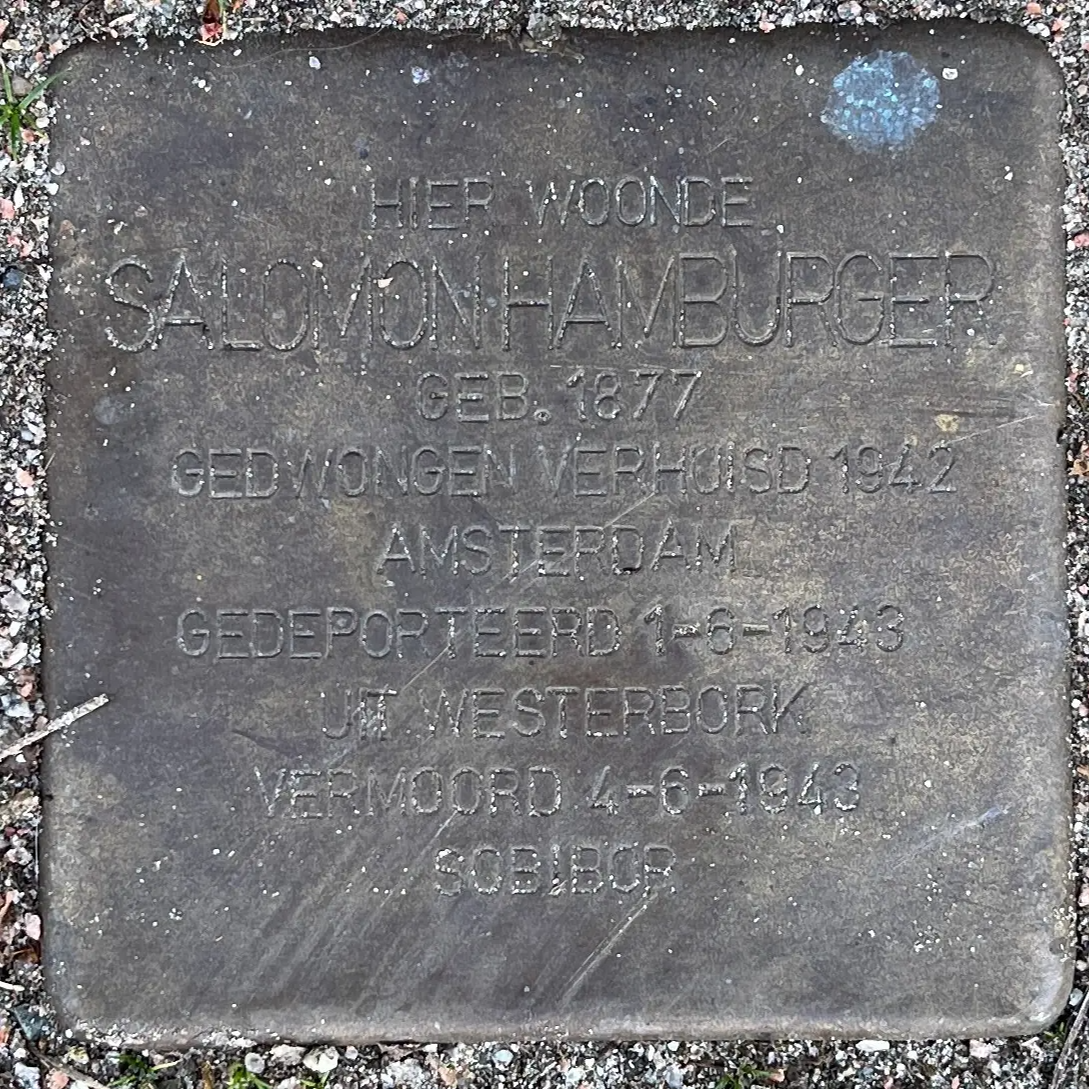 HIER WOONDE
SALOMON HAMBURGER
GEB. 1877
GEDWONGEN VERHUISD 1942
AMSTERDAM
GEDEPORTEERD 1-6-1943
UIT WESTERBORK
VERMOORD 4-6-1943
SOBIBOR